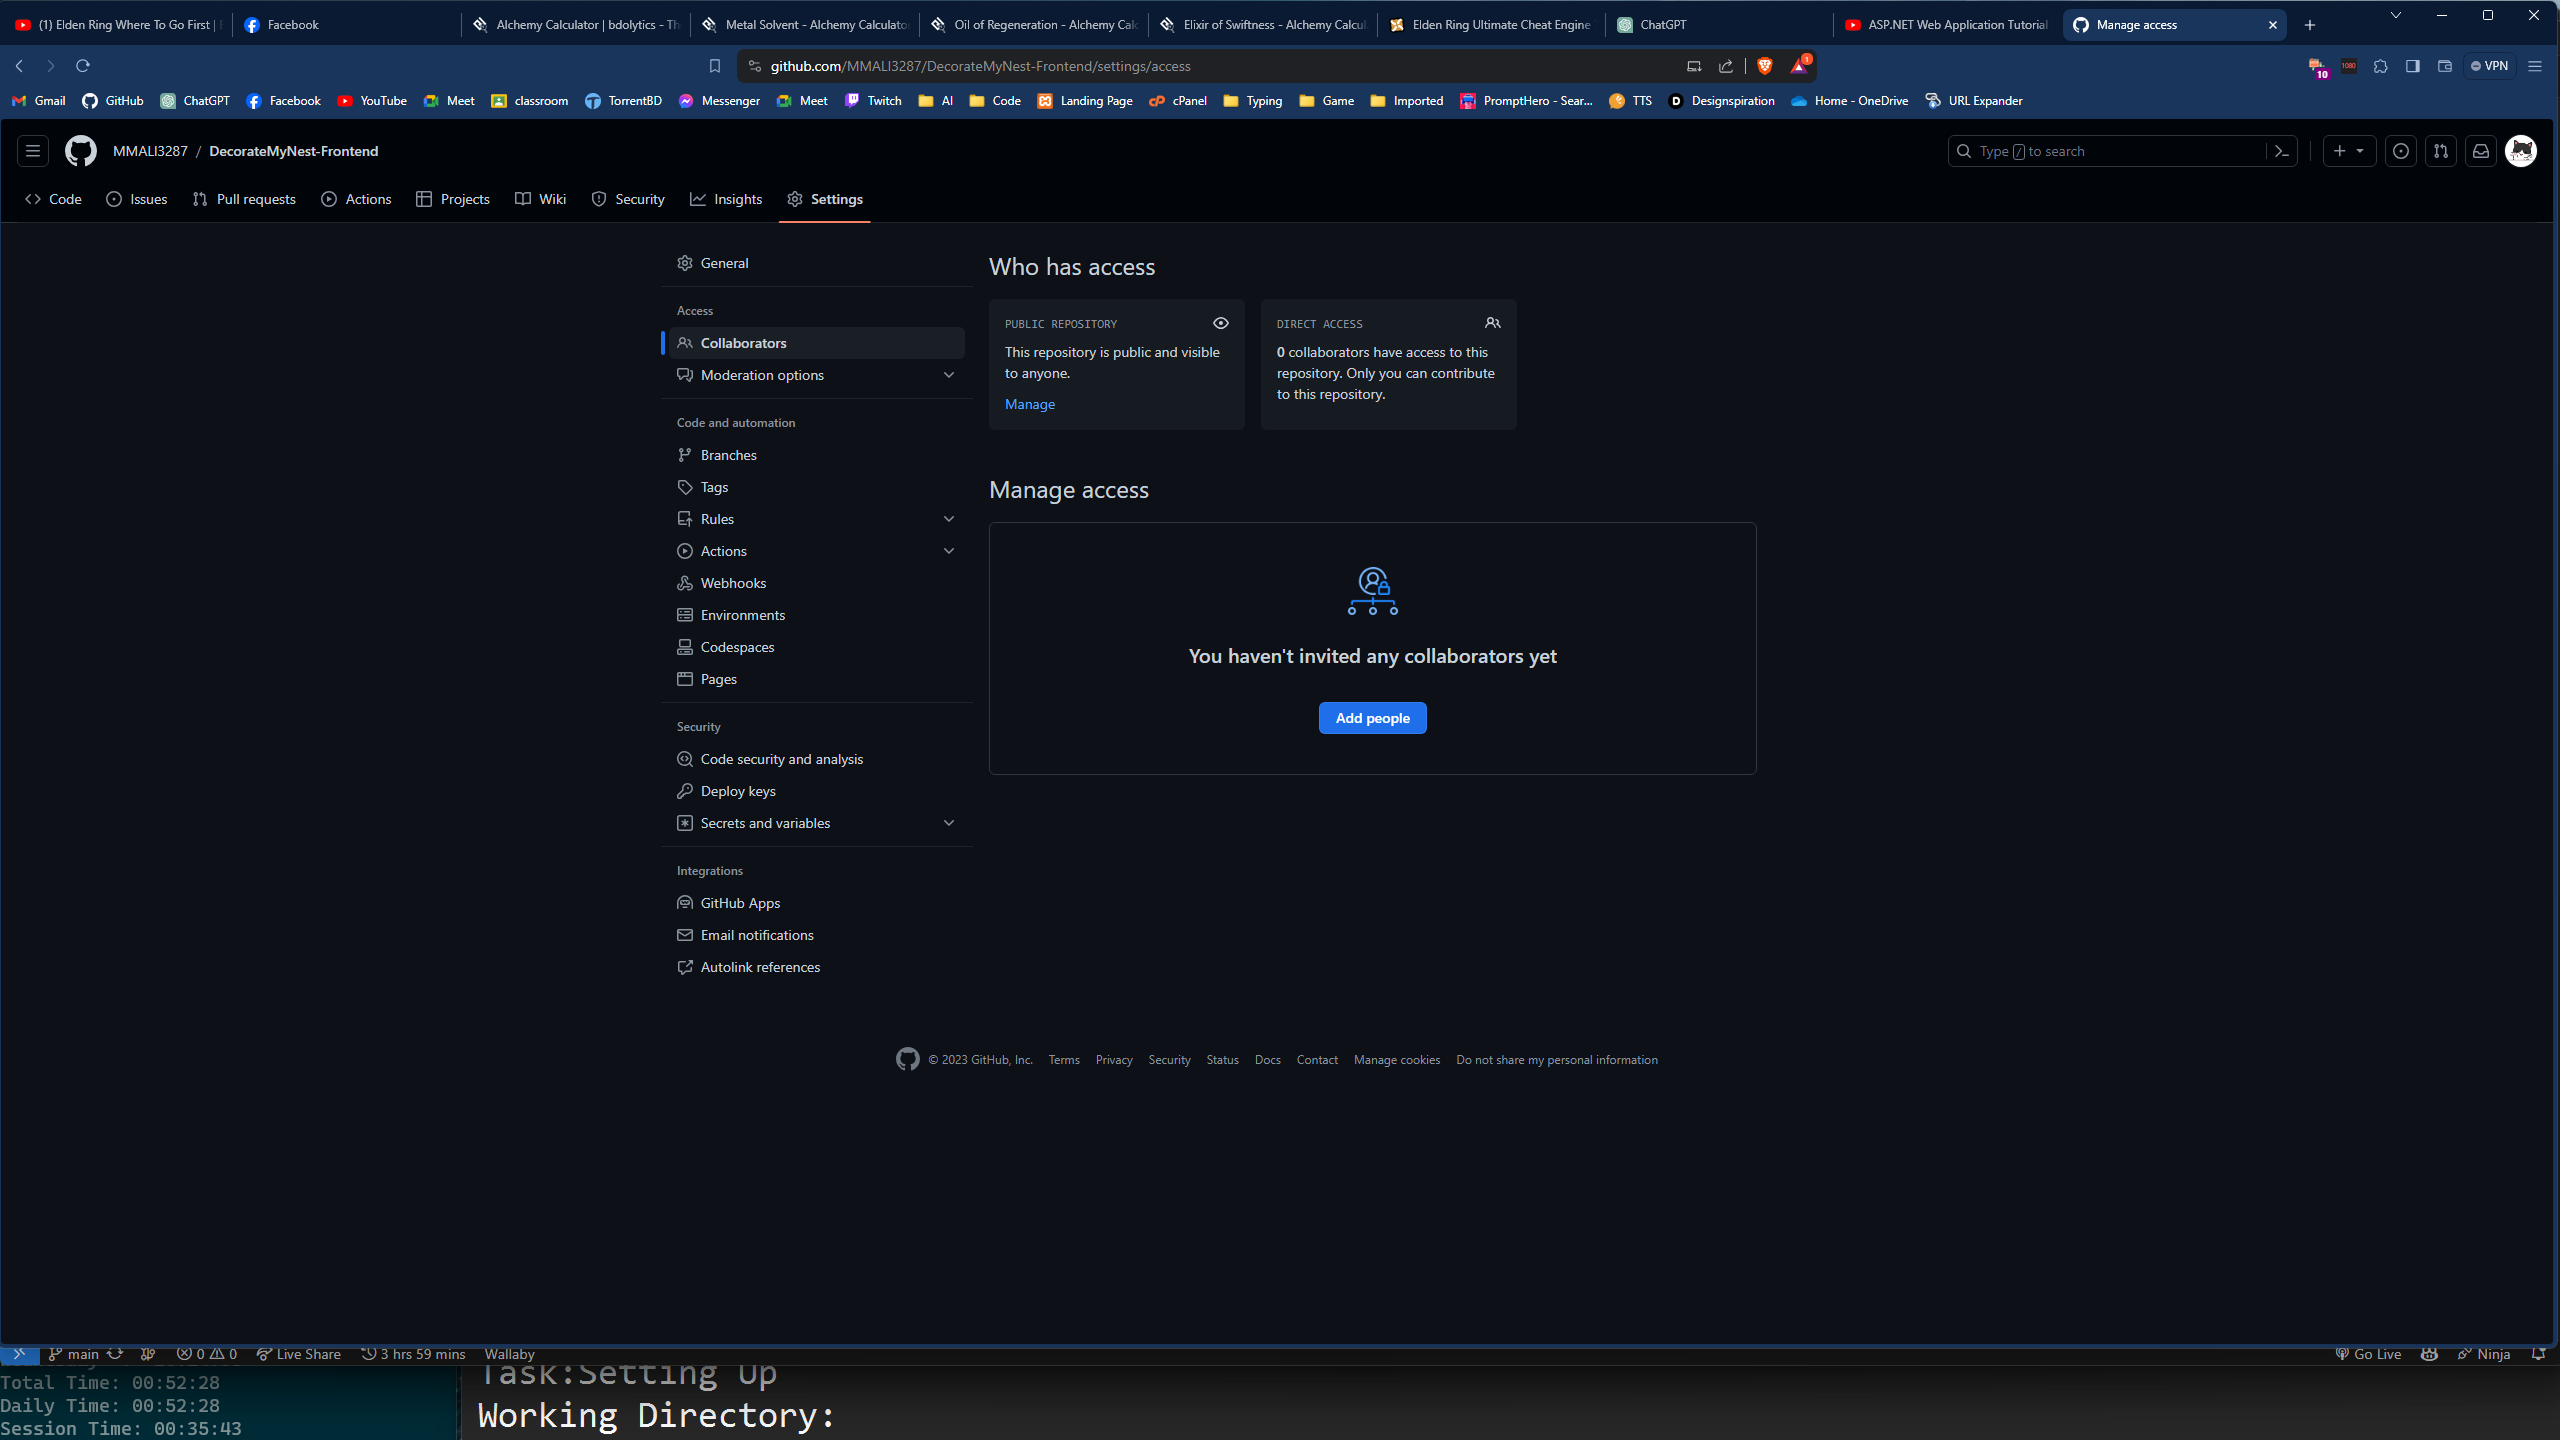 (1) Elden Ring Where To Go First |
Facebook
Alchemy Calculator | bdolytics - Th
Metal Solvent - Alchemy Calculator
Oil of Regeneration - Alchemy Calc
Elixir of Swiftness - Alchemy Calcul
Elden Ring Ultimate Cheat Engine
ChatGPT
ASP.NET Web Application Tutorial
Manage access
github.com/MMALI3287/DecorateMyNest-Frontend/settings/access
1
10
1080
VPN
Gmail
GitHub
ChatGPT
Facebook
YouTube
Meet
classroom
TorrentBD
Messenger
Meet
Twitch
AI
Code
Landing Page
cPanel
Typing
Game
Imported
PromptHero - Sear...
TTS
Designspiration
Home - OneDrive
URL Expander
MMALI3287 / DecorateMyNest-Frontend
Type / to search
Code
Issues
Pull requests
Actions
Projects
Wiki
Security
Insights
Settings
General
Access
Collaborators
Moderation options
Code and automation
Branches
Tags
Rules
Actions
Webhooks
Environments
Codespaces
Pages
Security
Code security and analysis
Deploy keys
Secrets and variables
Integrations
GitHub Apps
Email notifications
Autolink references
Who has access
PUBLIC REPOSITORY
This repository is public and visible
to anyone.
Manage
DIRECT ACCESS
0 collaborators have access to this
repository. Only you can contribute
to this repository.
Manage access
You haven't invited any collaborators yet
Add people
© 2023 GitHub, Inc.
Terms
Privacy
Security
Status
Docs
Contact
Manage cookies
Do not share my personal information
main
0
0
Live Share
3 hrs 59 mins
Wallaby
Go Live
Ninja
Total Time: 00:52:28
Daily Time: 00:52:28
Session Time: 00:35:43
Task:Setting Up
Working Directory: